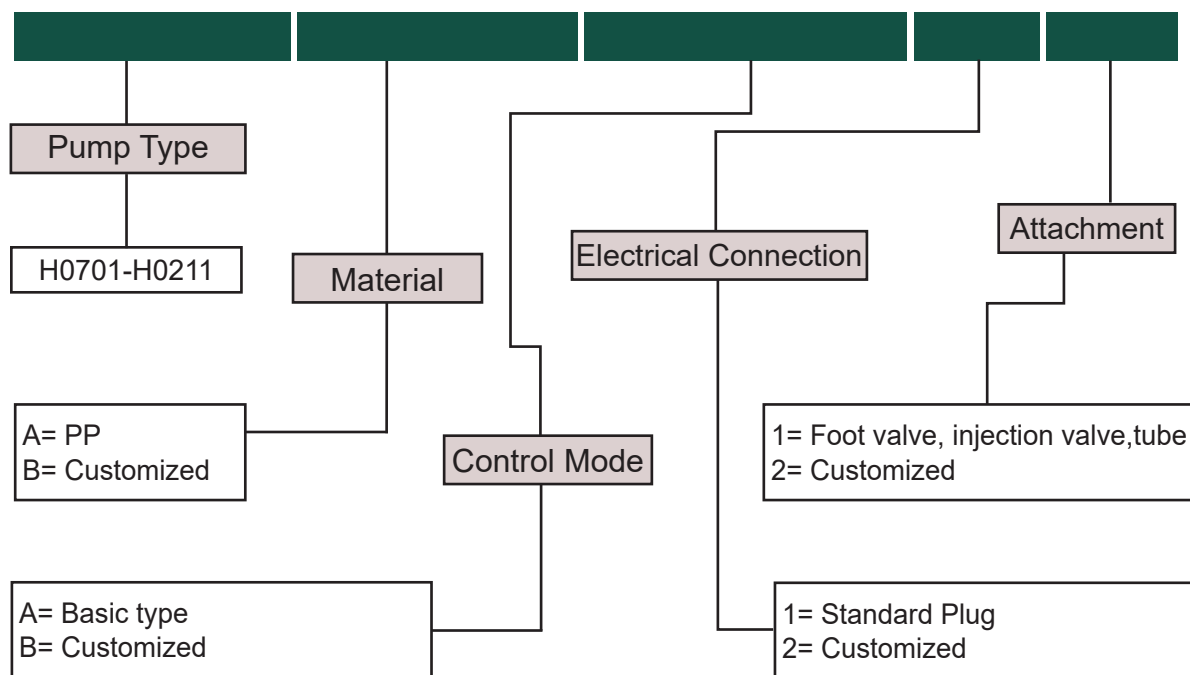 Pump Type
H0701-H0211
Material
A= PP
B= Customized
Control Mode
A= Basic type
B= Customized
Electrical Connection
1= Standard Plug
2= Customized
Attachment
1= Foot valve, injection valve,tube
2= Customized